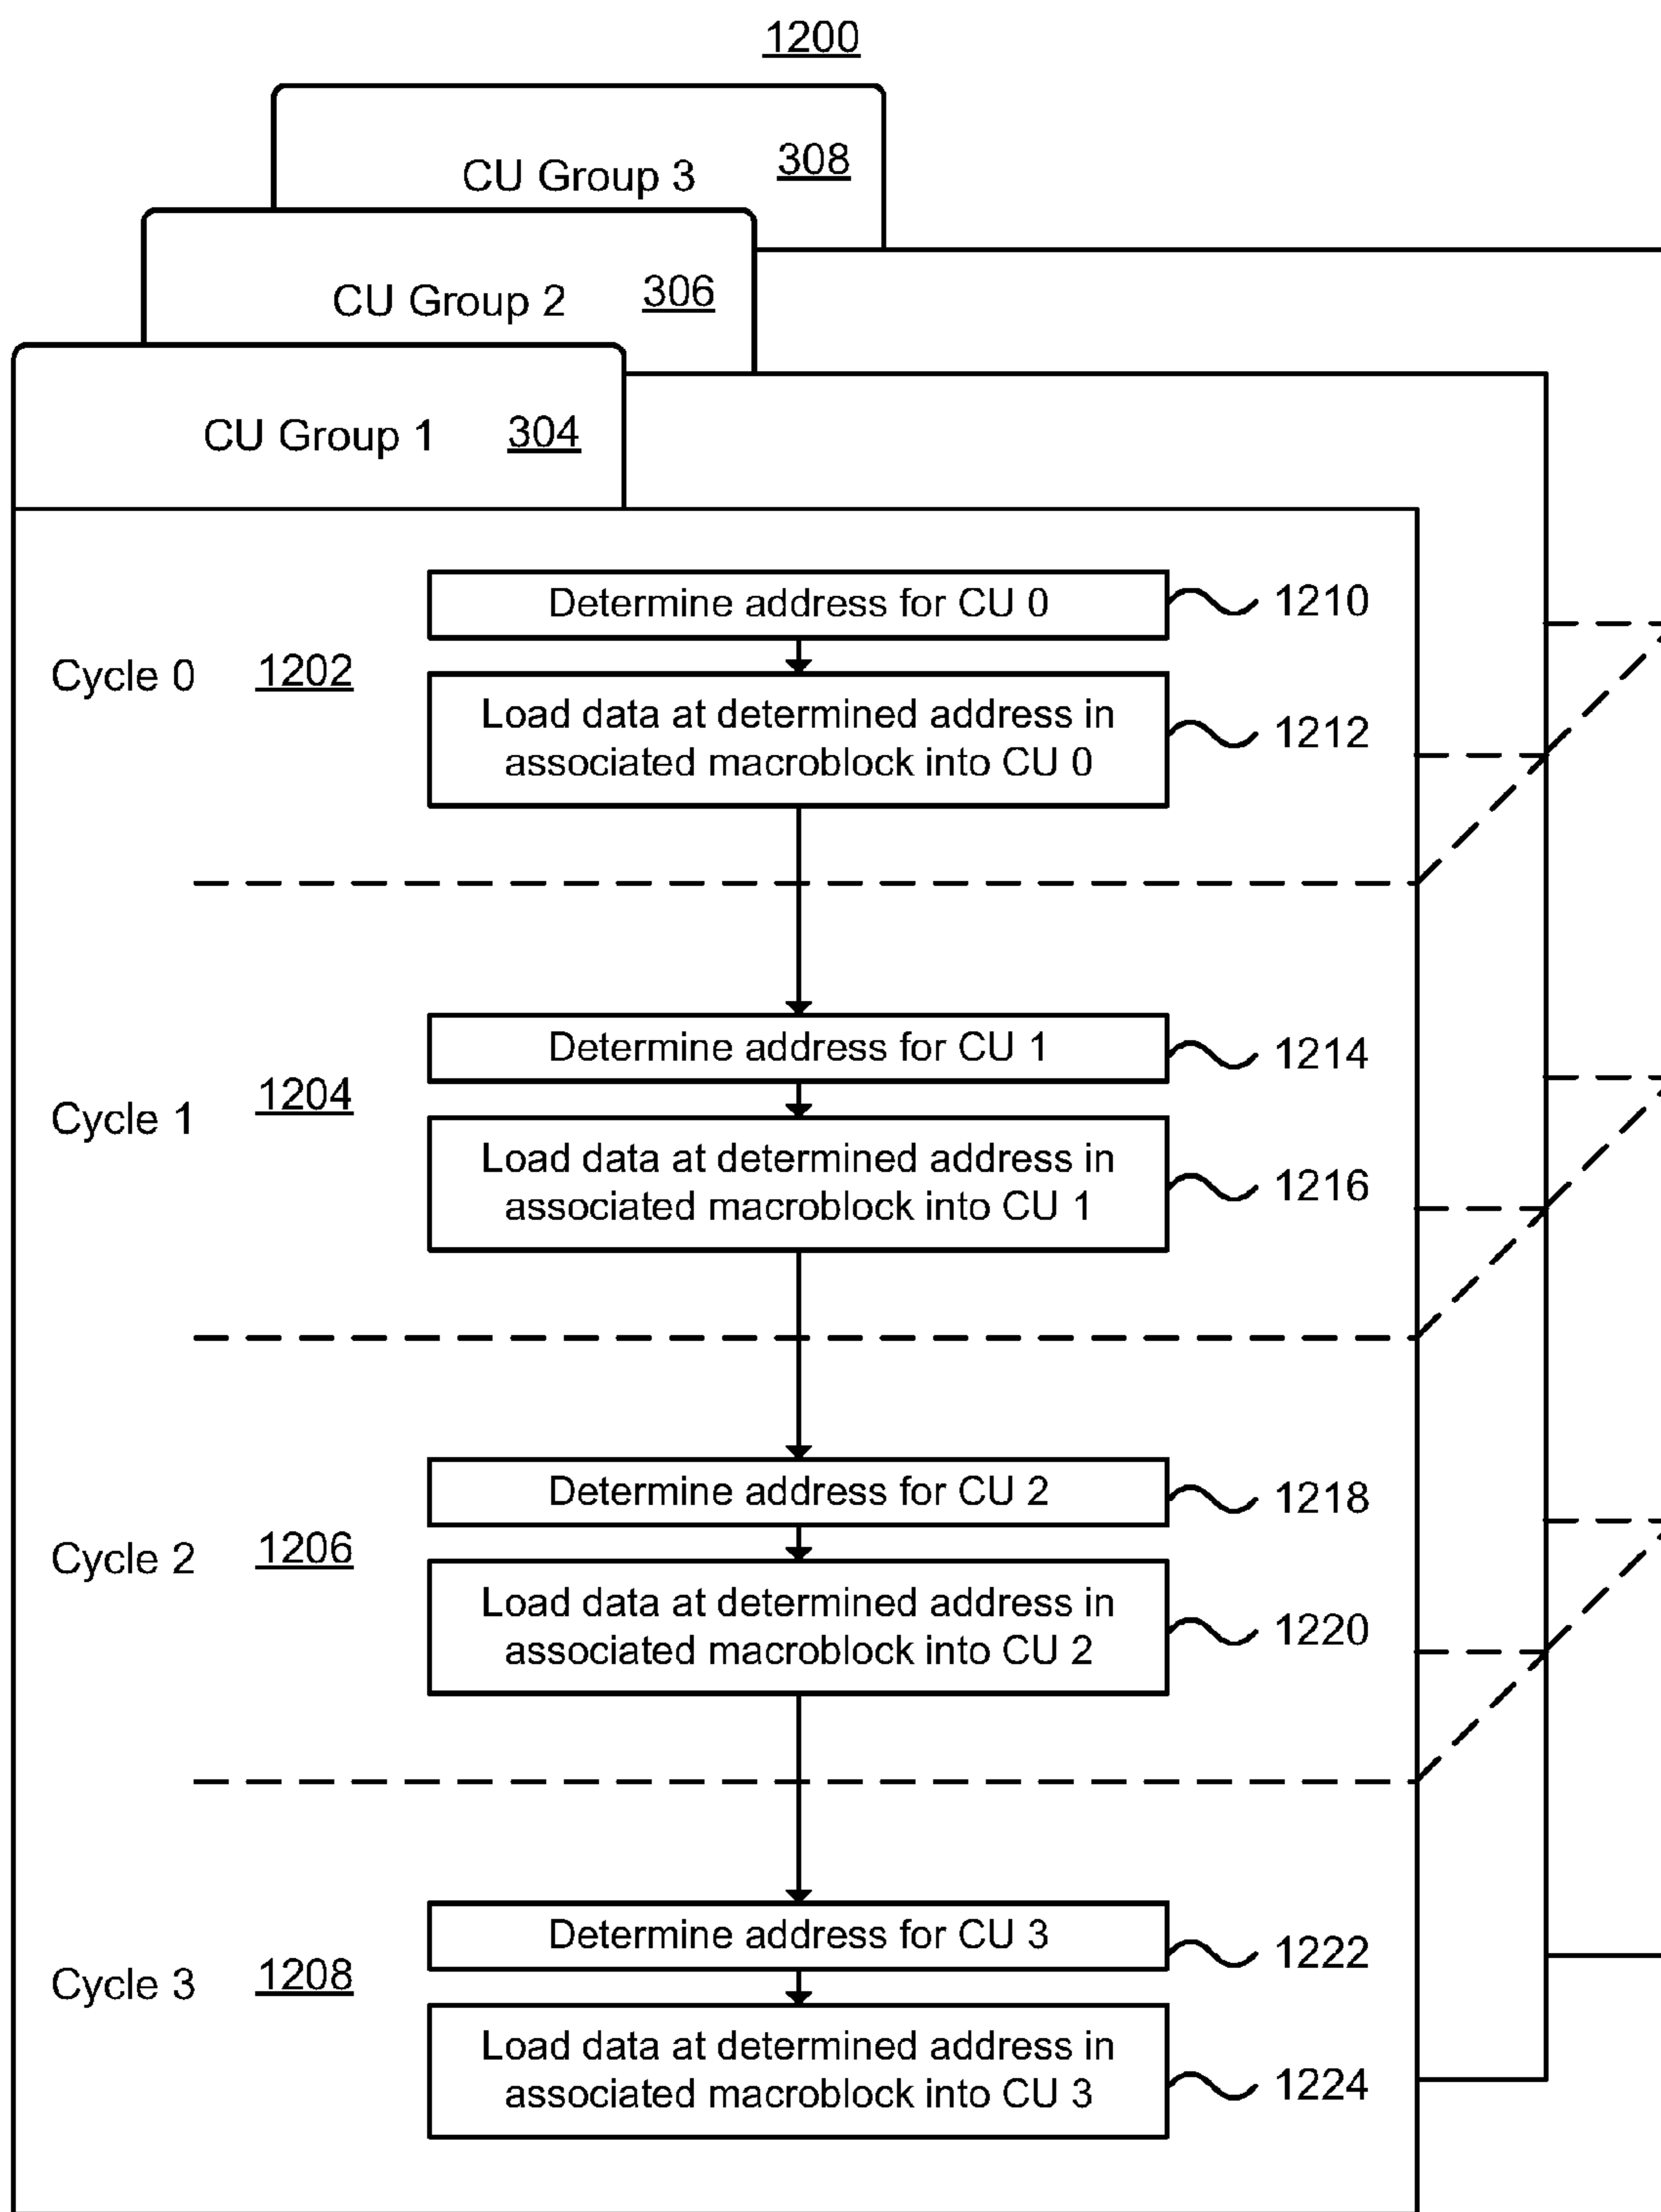 1200
CU Group 3 308
CU Group 2 306
CU Group 1 304
Determine address for CU 0 1210
Cycle 0 1202
Load data at determined address in
associated macroblock into CU 0 1212
Determine address for CU 1 1214
Cycle 1 1204
Load data at determined address in
associated macroblock into CU 1 1216
Determine address for CU 2 1218
Cycle 2 1206
Load data at determined address in
associated macroblock into CU 2 1220
Determine address for CU 3 1222
Cycle 3 1208
Load data at determined address in
associated macroblock into CU 3 1224